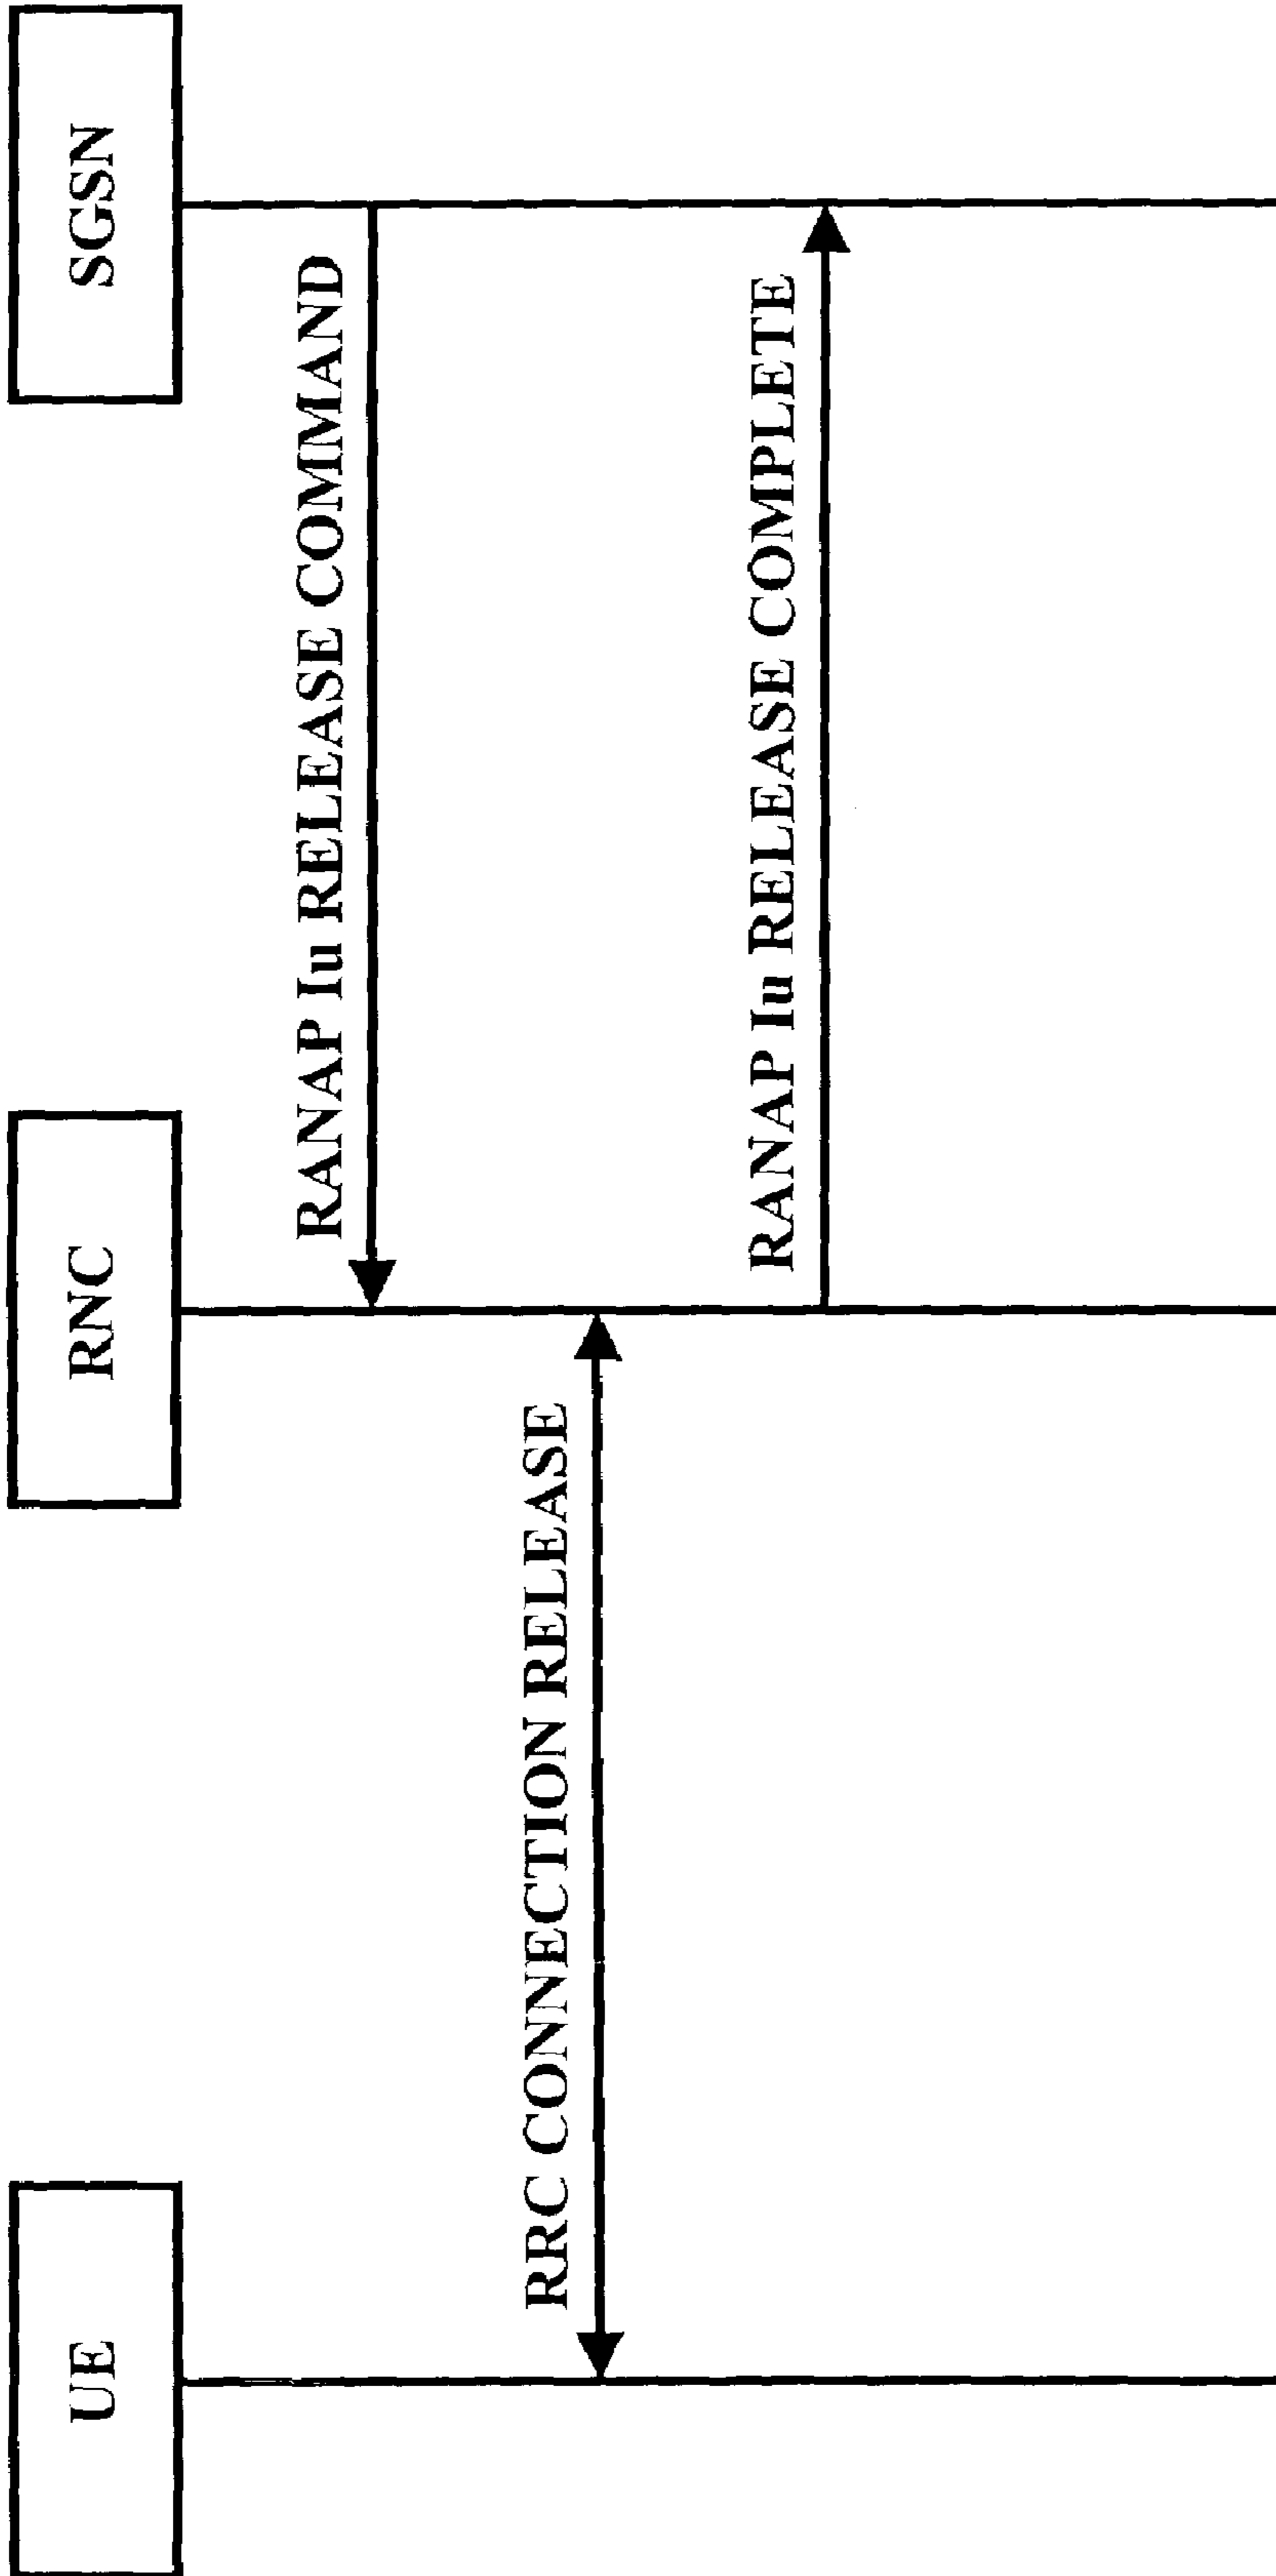 UE
RNC
SGSN
RANAP Iu RELEASE COMMAND
RRC CONNECTION RELEASE
RANAP Iu RELEASE COMPLETE